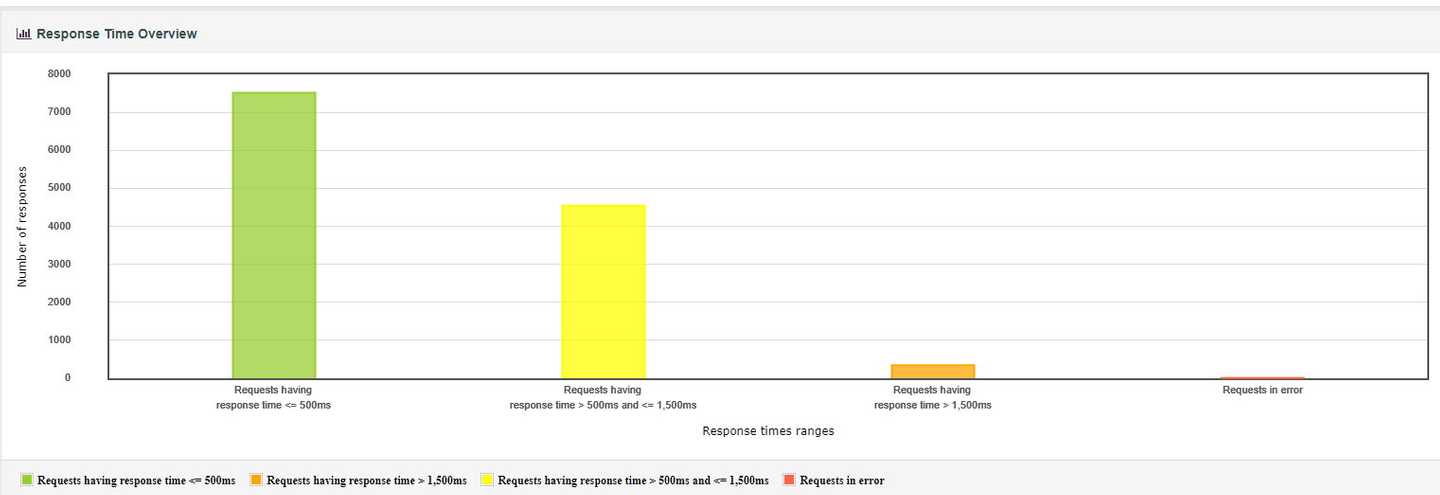 Response Time Overview
8000
7000
6000
5000
4000
3000
2000
1000
0
Number of responses
Requests having
response time <= 500ms
Requests having
response time > 500ms and <= 1,500ms
Requests having
response time > 1,500ms
Requests in error
Response times ranges
Requests having response time <= 500ms Requests having response time > 1,500ms Requests having response time > 500ms and <= 1,500ms Requests in error